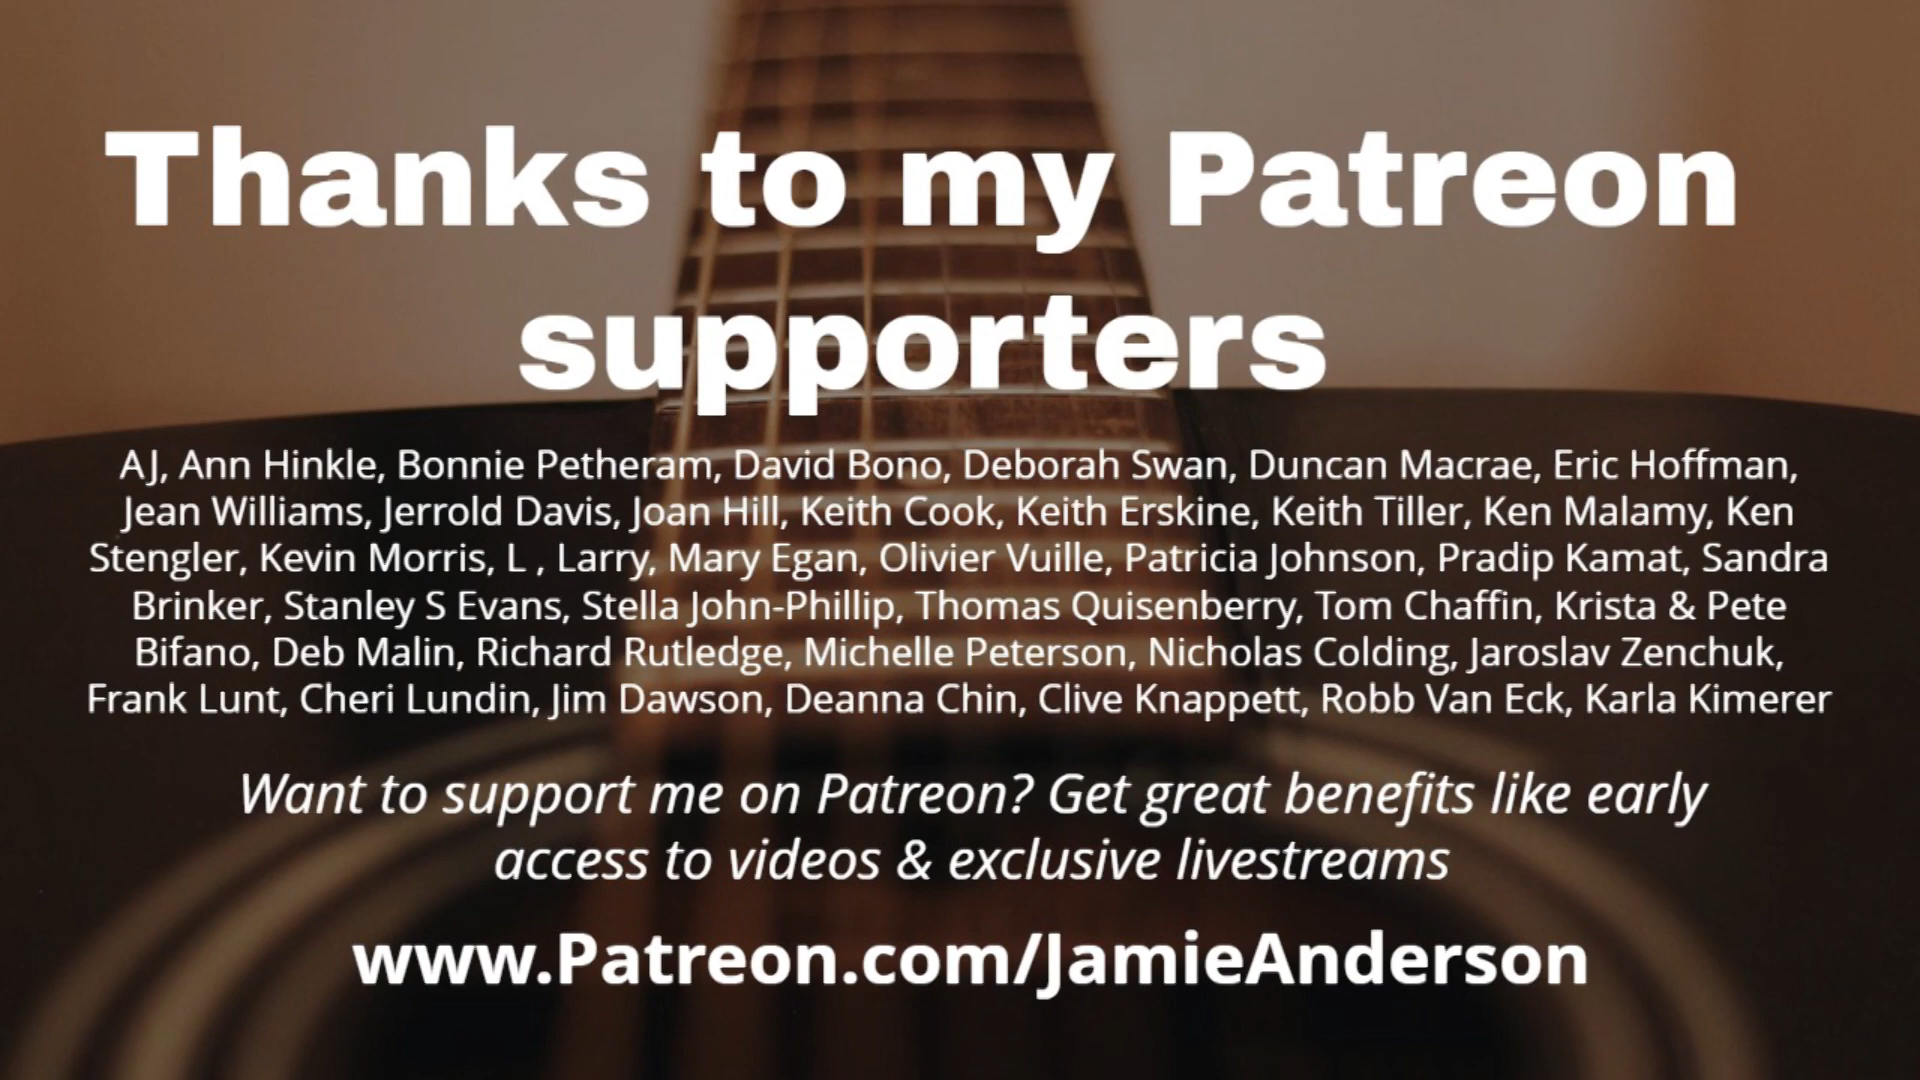 Thanks to my Patreon
supporters
AJ, Ann Hinkle, Bonnie Petheram, David Bono, Deborah Swan, Duncan Macrae, Eric Hoffman,
Jean Williams, Jerrold Davis, Joan Hill, Keith Cook, Keith Erskine, Keith Tiller, Ken Malamy, Ken
Stengler, Kevin Morris, L , Larry, Mary Egan, Olivier Vuille, Patricia Johnson, Pradip Kamat, Sandra
Brinker, Stanley S Evans, Stella John-Phillip, Thomas Quisenberry, Tom Chaffin, Krista & Pete
Bifano, Deb Malin, Richard Rutledge, Michelle Peterson, Nicholas Colding, Jaroslav Zenchuk,
Frank Lunt, Cheri Lundin, Jim Dawson, Deanna Chin, Clive Knappett, Robb Van Eck, Karla Kimerer
Want to support me on Patreon? Get great benefits like early
access to videos & exclusive livestreams
www.Patreon.com/JamieAnderson